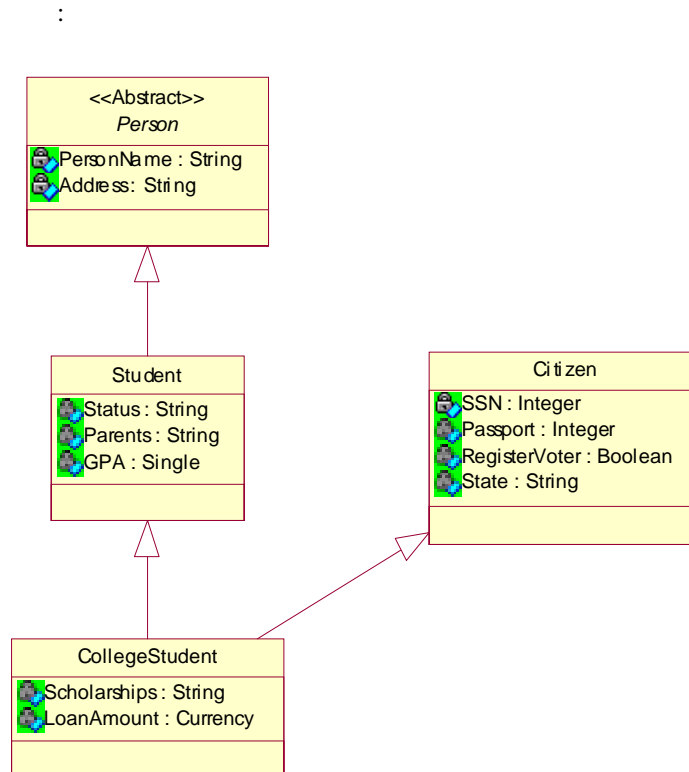 :
<<Abstract>>
Person
PersonName : String
Address : String
Student
Status : String
Parents : String
GPA : Single
Citizen
SSN : Integer
Passport : Integer
RegisterVoter : Boolean
State : String
CollegeStudent
Scholarships : String
LoanAmount : Currency